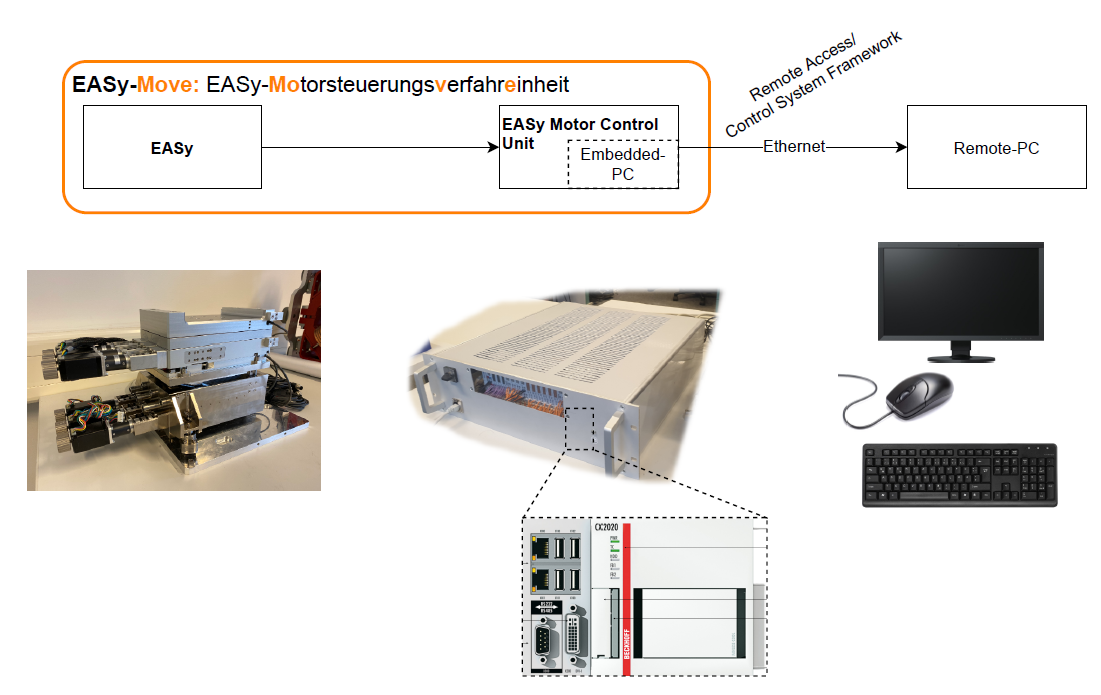 Remote Access/
Control System Framework
EASy-Move: EASy-Motorsteuerungsverfahreinheit
EASy
EASy Motor Control
Unit
Embedded-
PC
Ethernet
Remote-PC
CX2020
BECKHOFF